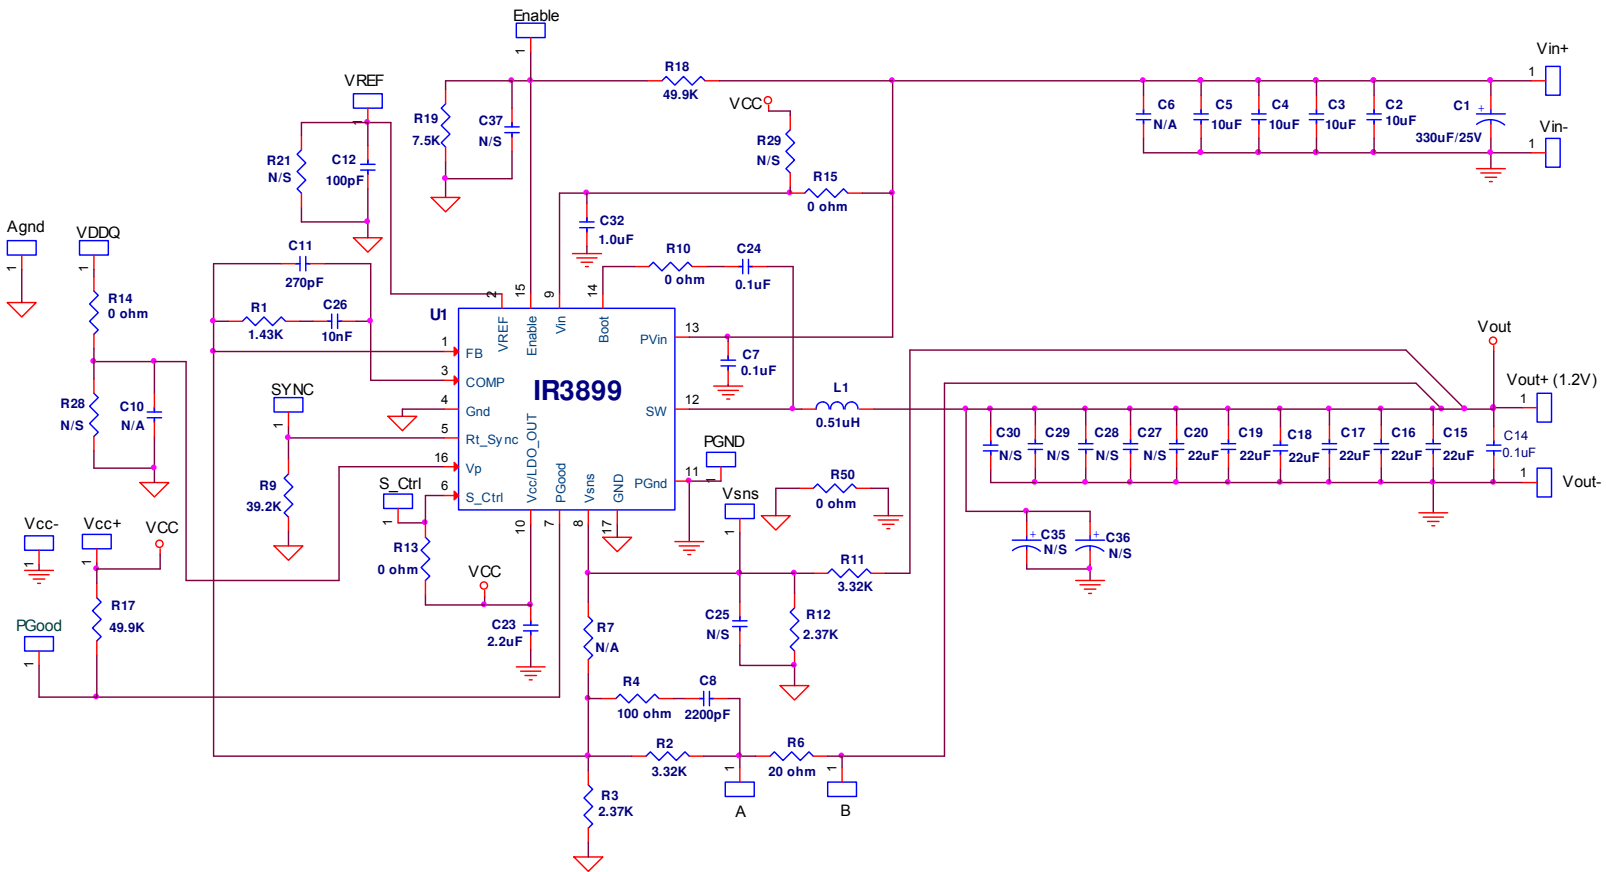 Enable
1
VREF
1
R18
49.9K
VCC
Vin+
1
R19
7.5K
C37
N/S
R29
N/S
C6
N/A
C5
10uF
C4
10uF
C3
10uF
C2
10uF
C1
+
330uF/25V
Vin-
1
R21
N/S
C12
100pF
R15
0 ohm
Agnd
1
VDDQ
1
C32
1.0uF
C11
270pF
R10
0 ohm
C24
0.1uF
R14
0 ohm
R1
1.43K
C26
10nF
U1
2
15
9
14
VREF
Enable
Vin
Boot
1
FB
3
COMP
4
Gnd
5
Rt_Sync
16
Vp
6
S_Ctrl
IR3899
PVin
13
SW
12
PGnd
11
Vcc/LDO_OUT
PGood
Vsns
GND
10
7
8
17
C7
0.1uF
L1
0.51uH
Vout
Vout+ (1.2V)
1
R28
N/S
C10
N/A
SYNC
1
R9
39.2K
S_Ctrl
1
PGND
1
Vsns
1
R50
0 ohm
C30
N/S
C29
N/S
C28
N/S
C27
N/S
C20
22uF
C19
22uF
C18
22uF
C17
22uF
C16
22uF
C15
22uF
C14
0.1uF
1
Vout-
+
C35
N/S
+
C36
N/S
Vcc-
1
Vcc+
1
VCC
R13
0 ohm
VCC
R11
3.32K
R17
49.9K
PGood
1
C23
2.2uF
R7
N/A
C25
N/S
R12
2.37K
R4
100 ohm
C8
2200pF
R2
3.32K
R6
20 ohm
1
A
1
B
R3
2.37K